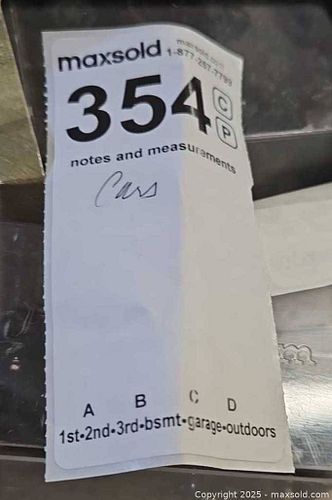 maxsold
maxsold.com
1-877-257-7799
354
C
P
notes and measurements
Cars
A B C D
1st-2nd-3rd-bsmt-garage-outdoors
Copyright 2025 - maxsold.com